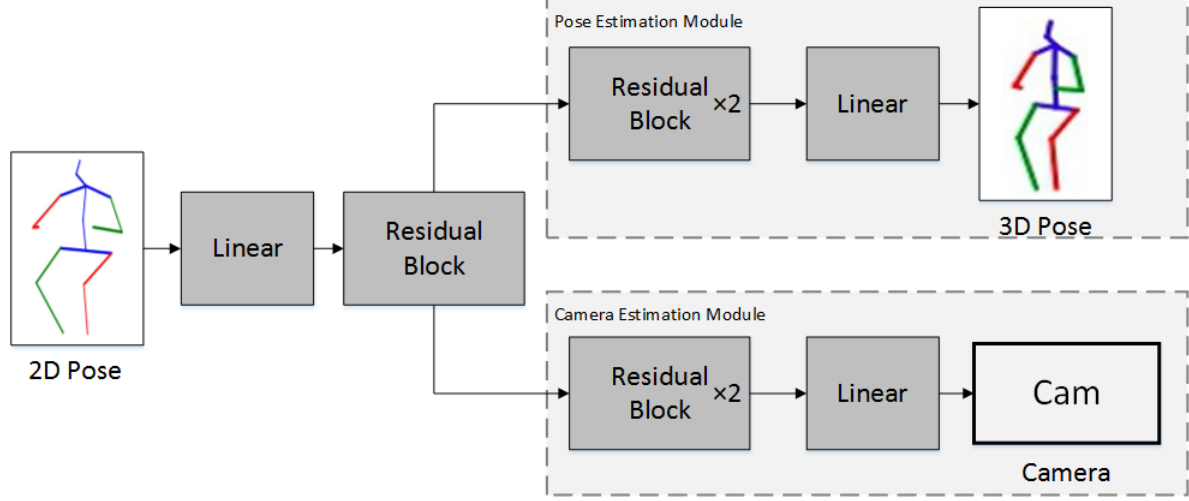 Pose Estimation Module
Residual
Block ×2
Linear
3D Pose
2D Pose
Linear
Residual
Block
Camera Estimation Module
Residual
Block ×2
Linear
Cam
Camera